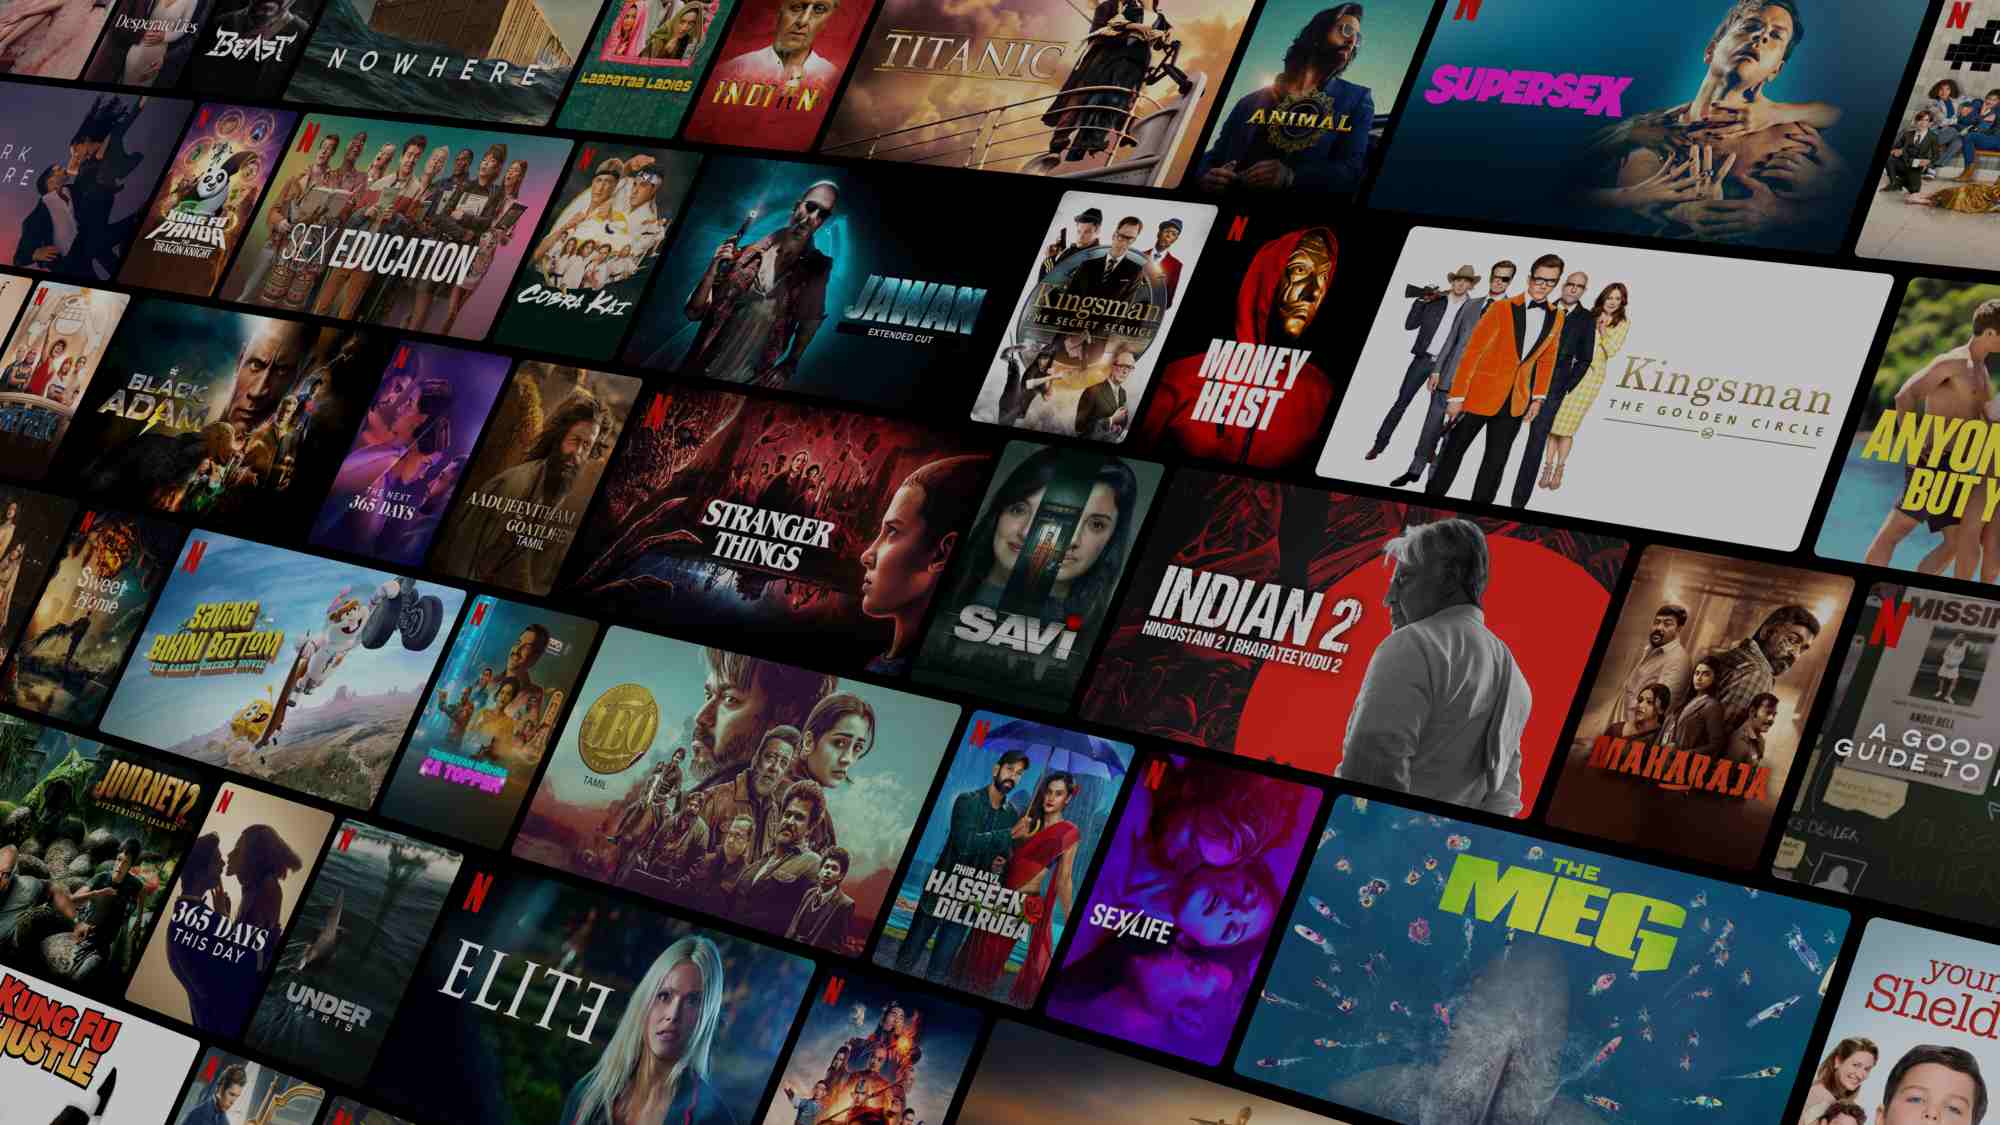 Desperate Lies
BEAST
NOWHERE
Laapataa Ladies
INDIAN
TITANIC
ANIMAL
SUPERSEX
KUNG FU
PANDA
THE
DRAGON KNIGHT
SEX EDUCATION
COBRA KAI
JAWAN
EXTENDED CUT
Kingsman
THE SECRET SERVICE
MONEY
HEIST
Kingsman
THE GOLDEN CIRCLE
ANYON
BUT Y
BLACK
ADAM
THE NEXT
365 DAYS
AADUJEEVITHAM
GOATLIFE
TAMIL
STRANGER
THINGS
SAVI
INDIAN 2
HINDUSTANI 2 | BHARATEEYUDU 2
MAHARAJA
MISSIN
ANDIE BELL
A GOOD
GUIDE TO
Sweet
Home
SAVING
BIKINI BOTTOM
THE SANDY CHEEKS MOVIE
TRIBHUVAN MISHRA
CA TOPPER
LEO
TAMIL
PHIR AAYI
HASSEEN
DILLRUBA
SEX/LIFE
THE
MEG
youn
Sheld
JOURNEY 2
THE
MYSTERIOUS ISLAND
365 DAYS
THIS DAY
UNDER
PARIS
ELITE
KUNG FU
HUSTLE